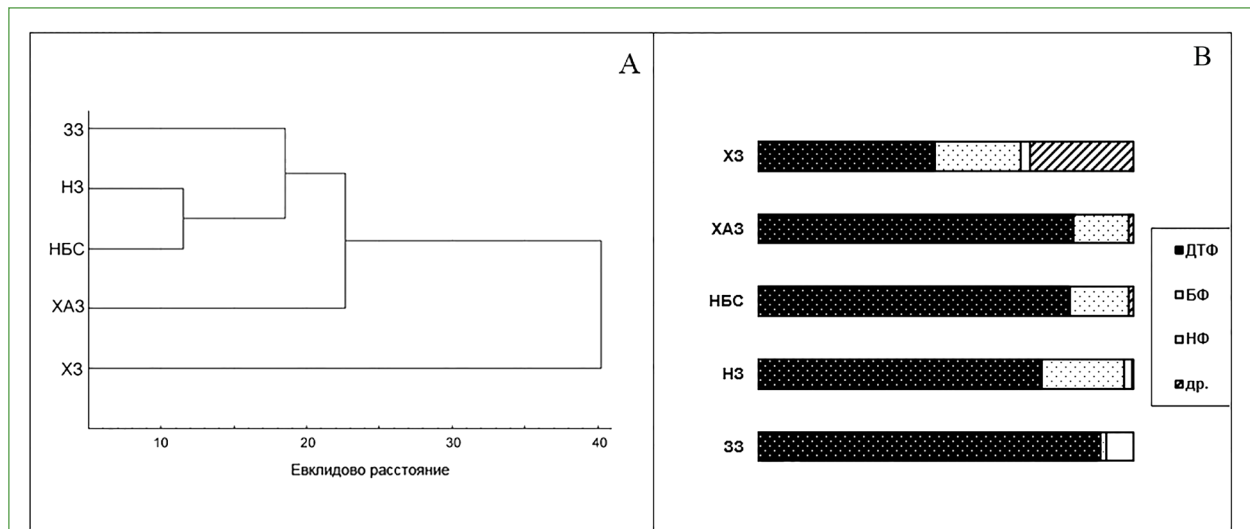 A
ЗЗ
НЗ
НБС
ХАЗ
ХЗ
10 20 30 40
Евклидово расстояние
B
ХЗ
ХАЗ
НБС
НЗ
ЗЗ
ДТФ
БФ
НФ
др.